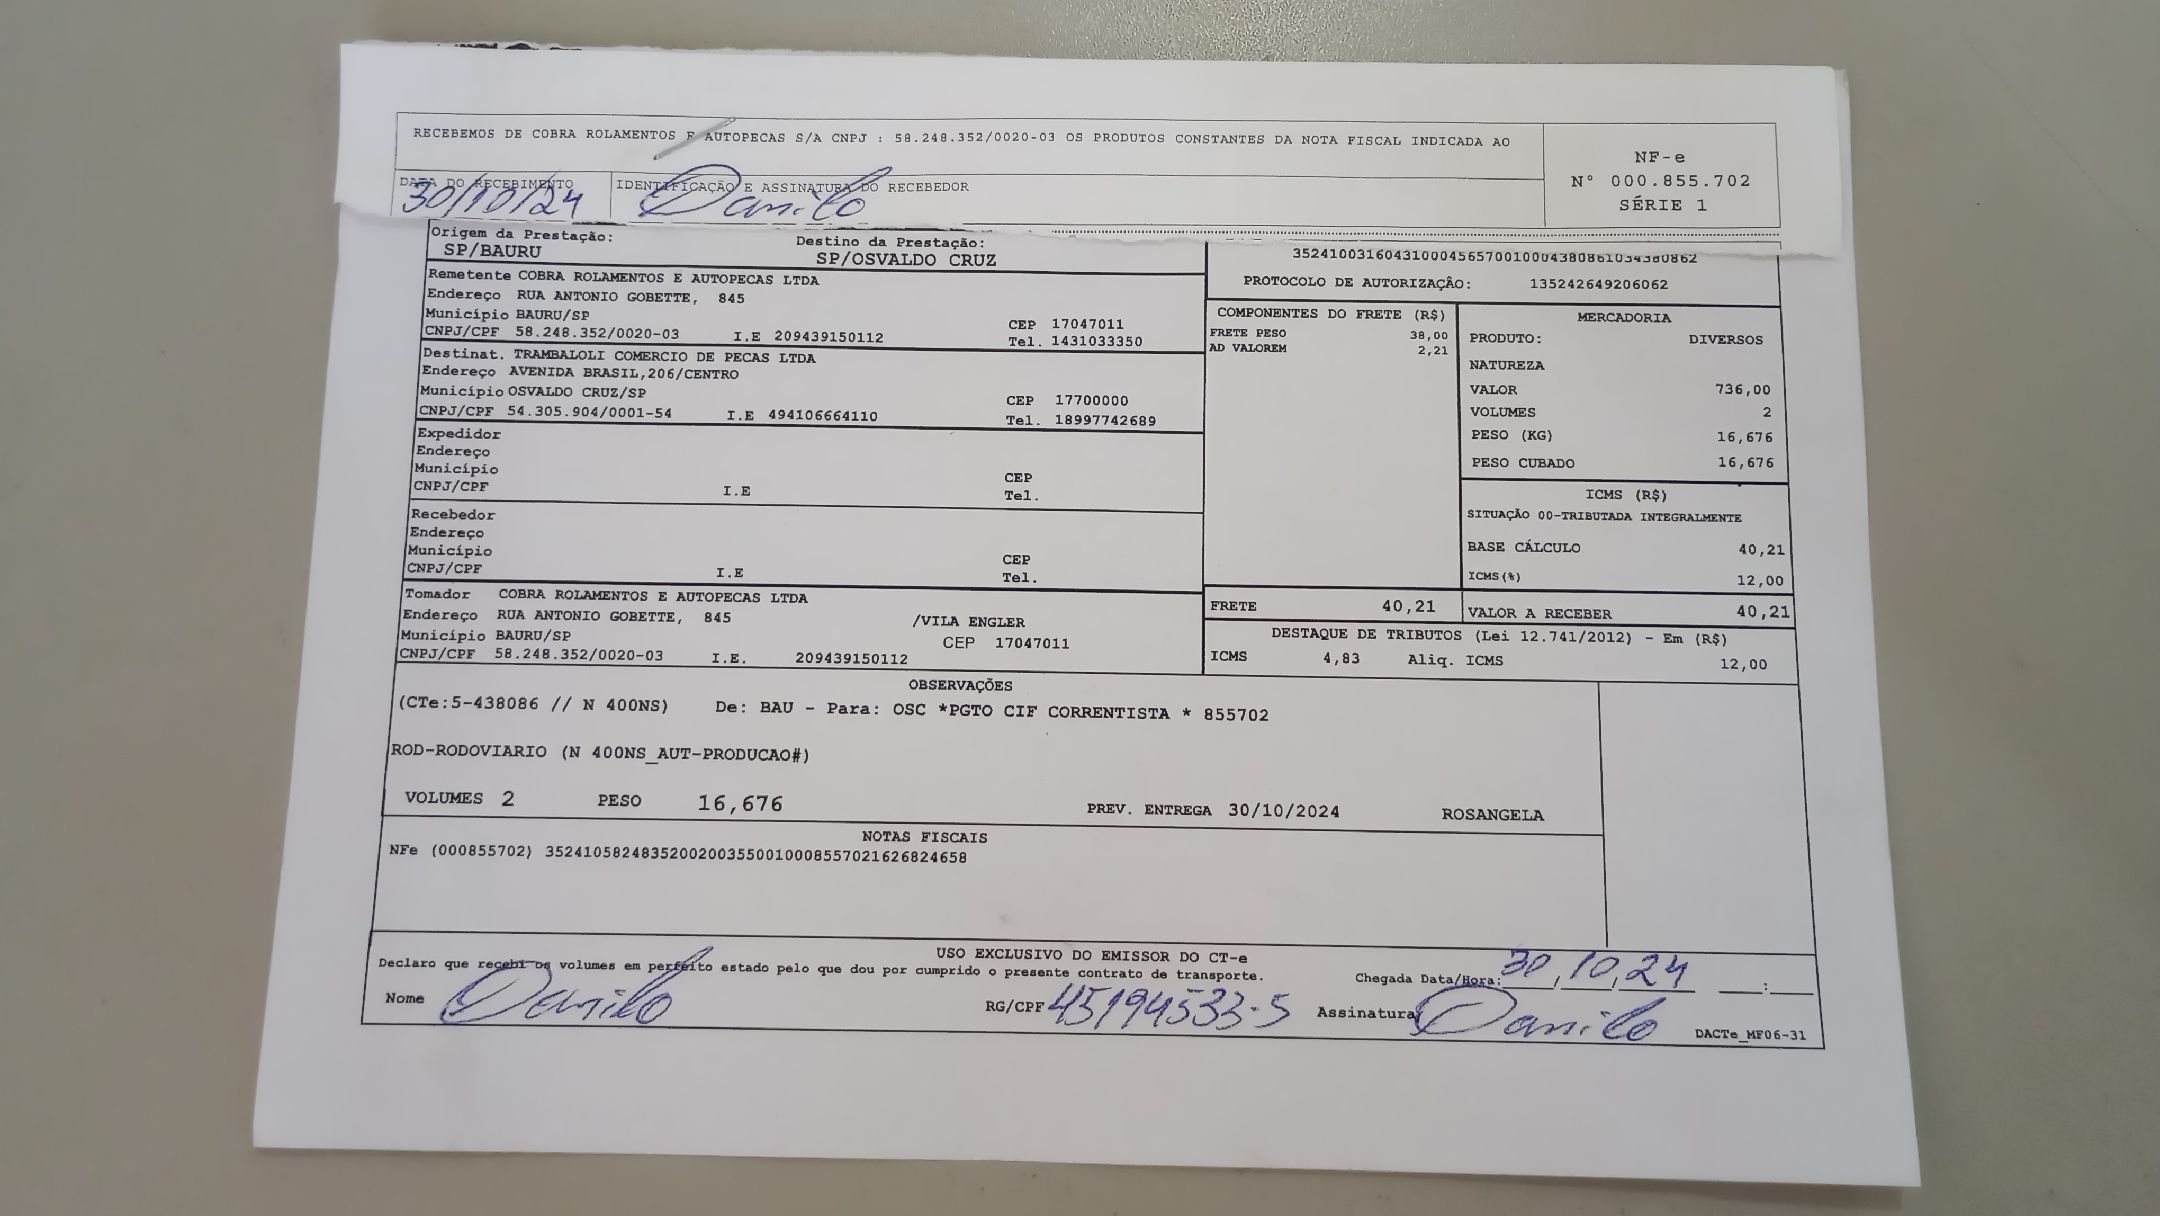 RECEBEMOS DE COBRA ROLAMENTOS E AUTOPECAS S/A CNPJ : 58.248.352/0020-03 OS PRODUTOS CONSTANTES DA NOTA FISCAL INDICADA AO
NF-e
Nº 000.855.702
SÉRIE 1
DATA DO RECEBIMENTO IDENTIFICAÇÃO E ASSINATURA DO RECEBEDOR
30/10/24 Danilo
Origem da Prestação: Destino da Prestação:
SP/BAURU SP/OSVALDO CRUZ
PROTOCOLO DE AUTORIZAÇÃO: 135242649206062
Remetente COBRA ROLAMENTOS E AUTOPECAS LTDA
Endereço RUA ANTONIO GOBETTE, 845
Município BAURU/SP CEP 17047011
CNPJ/CPF 58.248.352/0020-03 I.E 209439150112 Tel. 1431033350
Destinat. TRAMBALOLI COMERCIO DE PECAS LTDA
Endereço AVENIDA BRASIL,206/CENTRO
Município OSVALDO CRUZ/SP CEP 17700000
CNPJ/CPF 54.305.904/0001-54 I.E 494106664110 Tel. 18997742689
Expedidor
Endereço
Município CEP
CNPJ/CPF I.E Tel.
Recebedor
Endereço
Município CEP
CNPJ/CPF I.E Tel.
Tomador COBRA ROLAMENTOS E AUTOPECAS LTDA
Endereço RUA ANTONIO GOBETTE, 845 /VILA ENGLER
Município BAURU/SP CEP 17047011
CNPJ/CPF 58.248.352/0020-03 I.E. 209439150112
COMPONENTES DO FRETE (R$)
FRETE PESO 38,00
AD VALOREM 2,21
FRETE 40,21
MERCADORIA
PRODUTO: DIVERSOS
NATUREZA
VALOR 736,00
VOLUMES 2
PESO (KG) 16,676
PESO CUBADO 16,676
ICMS (R$)
SITUAÇÃO 00-TRIBUTADA INTEGRALMENTE
BASE CÁLCULO 40,21
ICMS(%) 12,00
VALOR A RECEBER 40,21
DESTAQUE DE TRIBUTOS (Lei 12.741/2012) - Em (R$)
ICMS 4,83 Aliq. ICMS 12,00
OBSERVAÇÕES
(CTe:5-438086 // N 400NS) De: BAU - Para: OSC *PGTO CIF CORRENTISTA * 855702
ROD-RODOVIARIO (N 400NS_AUT-PRODUCAO#)
VOLUMES 2 PESO 16,676 PREV. ENTREGA 30/10/2024 ROSANGELA
NOTAS FISCAIS
NFe (000855702) 35241058248352002003550010008557021626824658
USO EXCLUSIVO DO EMISSOR DO CT-e
Declaro que recebi os volumes em perfeito estado pelo que dou por cumprido o presente contrato de transporte.
Chegada Data/Hora: 30/10/24 :
Nome Danilo RG/CPF 45194533-5 Assinatura Danilo
DACTe_MF06-31